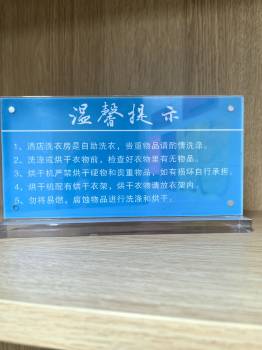 温馨提示
1、酒店洗衣房是自助洗衣，贵重物品请酌情洗涤。
2、洗涤或烘干衣物前，检查好衣物里有无物品。
3、烘干机严禁烘干硬物和贵重物品，如有损坏自行承担。
4、烘干机配有烘干衣架，烘干衣物请放衣架内。
5、勿将易燃，腐蚀物品进行洗涤和烘干。